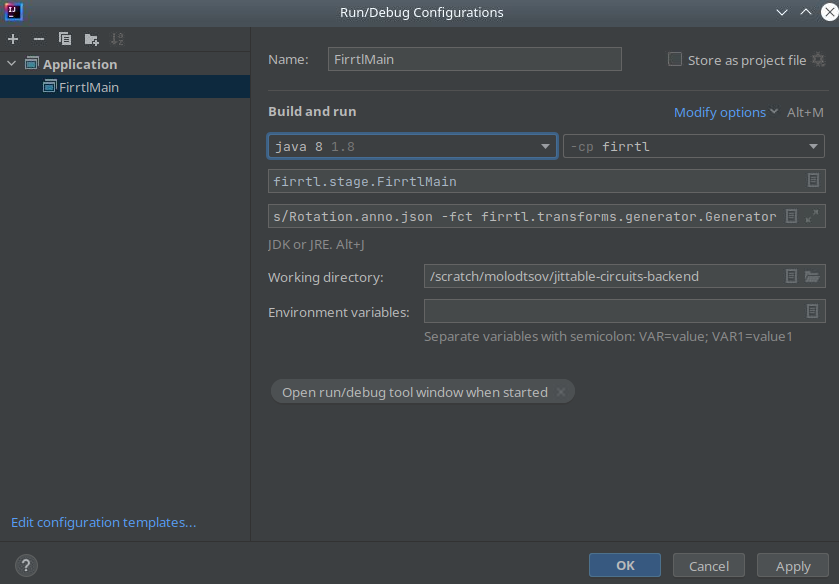 IJ
Run/Debug Configurations
Application
FirrtlMain
Name: FirrtlMain Store as project file
Build and run Modify options Alt+M
java 8 1.8 -cp firrtl
firrtl.stage.FirrtlMain
s/Rotation.anno.json -fct firrtl.transforms.generator.Generator
JDK or JRE. Alt+J
Working directory: /scratch/molodtsov/jittable-circuits-backend
Environment variables:
Separate variables with semicolon: VAR=value; VAR1=value1
Open run/debug tool window when started
Edit configuration templates...
? OK Cancel Apply